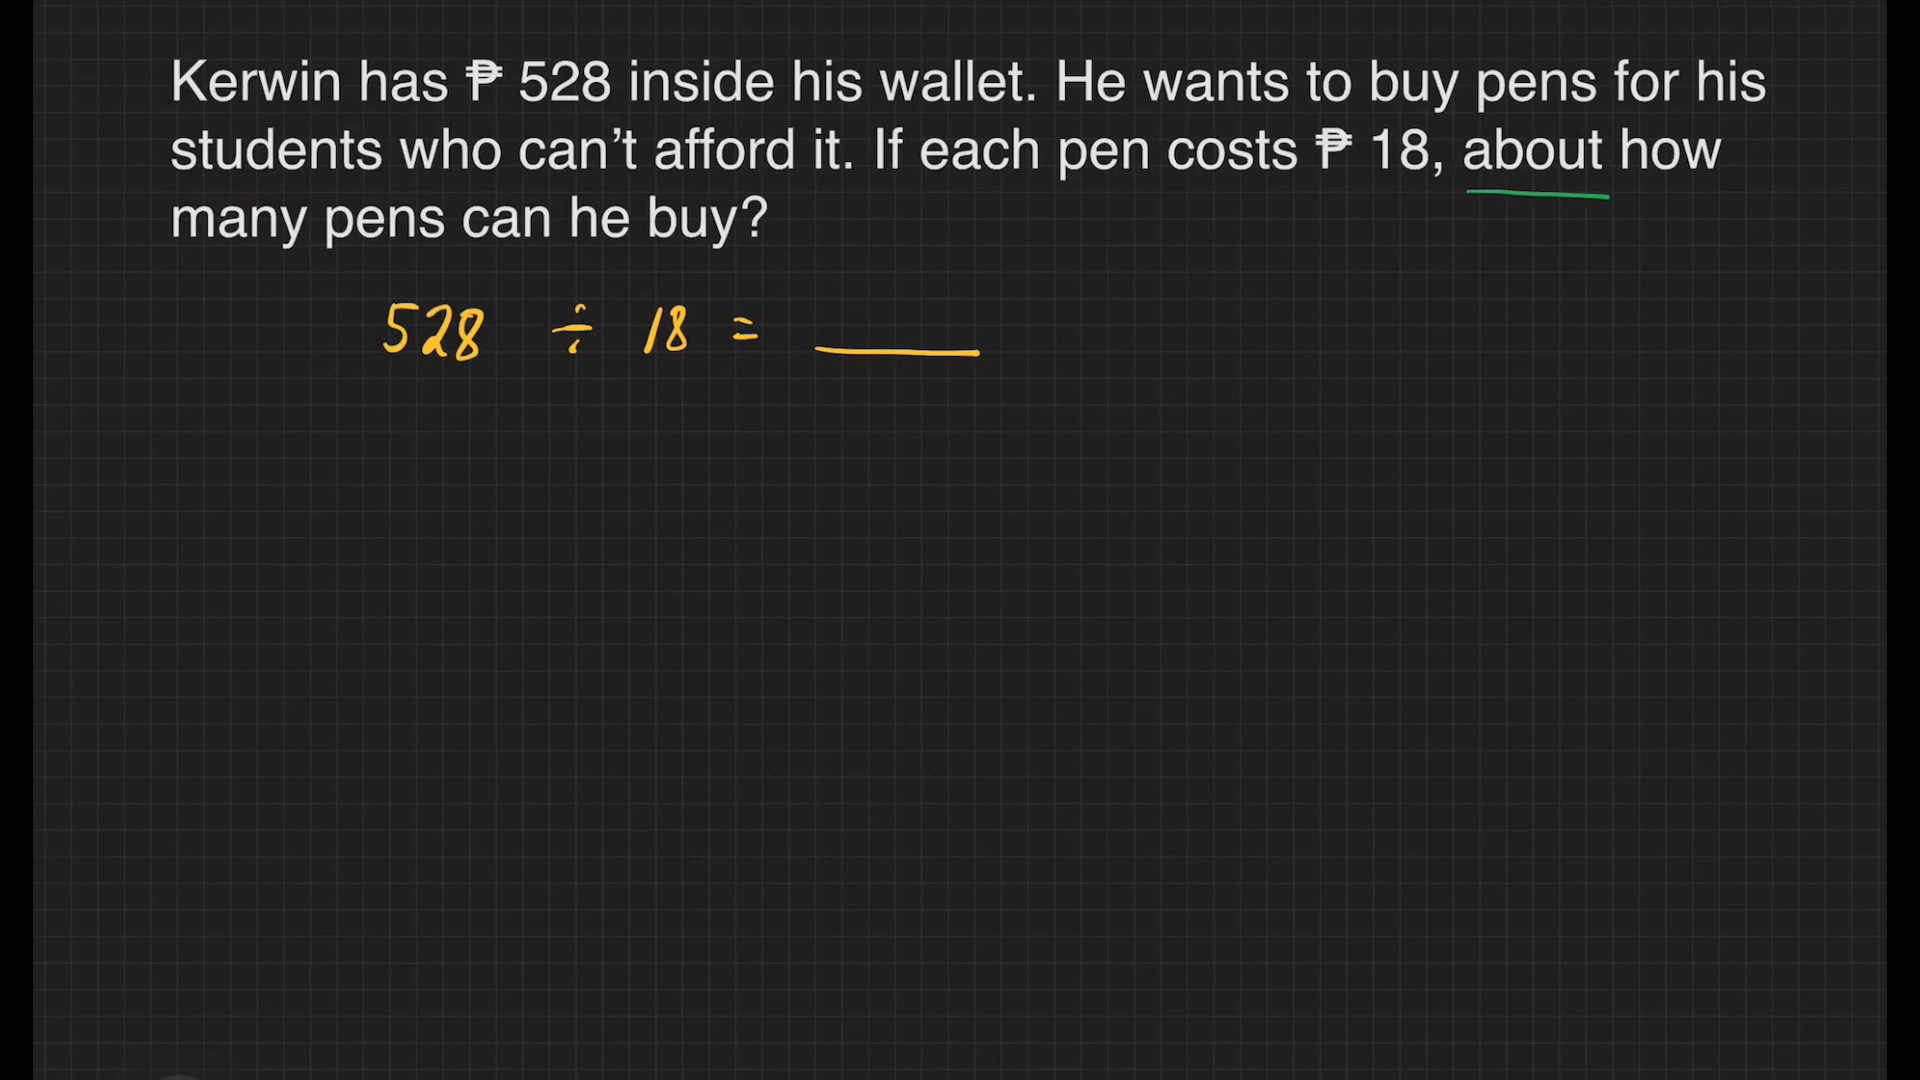 Kerwin has ₱ 528 inside his wallet. He wants to buy pens for his
students who can’t afford it. If each pen costs ₱ 18, about how
many pens can he buy?
528 ÷ 18 = ______